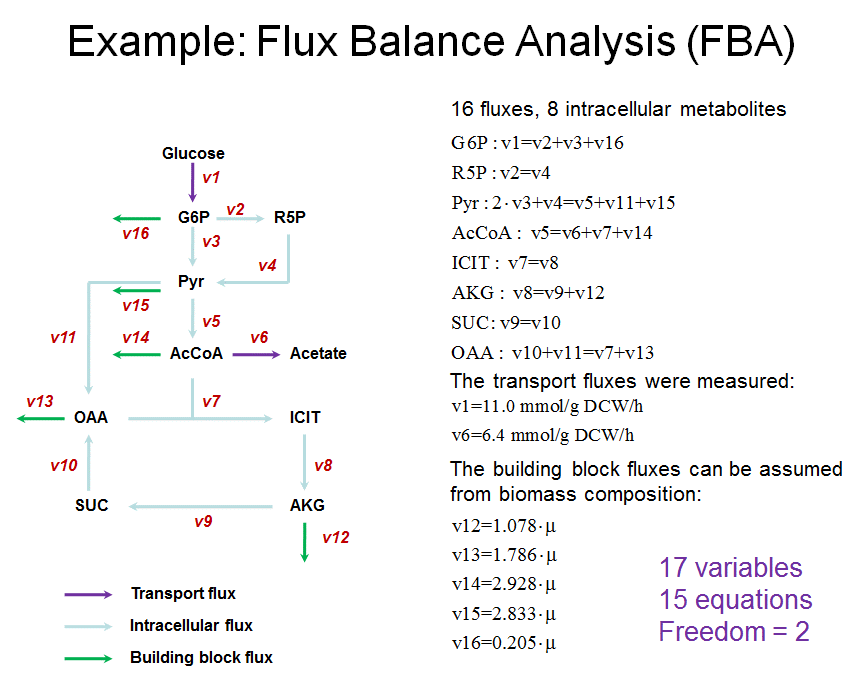 Example: Flux Balance Analysis (FBA)
Glucose
v1
G6P
v2
R5P
v16
v3
v4
Pyr
v15
v11
v5
v14
v6
AcCoA
Acetate
v13
v7
OAA
ICIT
v10
v8
SUC
AKG
v9
v12
Transport flux
Intracellular flux
Building block flux
16 fluxes, 8 intracellular metabolites
G6P : v1=v2+v3+v16
R5P : v2=v4
Pyr : 2·v3+v4=v5+v11+v15
AcCoA : v5=v6+v7+v14
ICIT : v7=v8
AKG : v8=v9+v12
SUC: v9=v10
OAA : v10+v11=v7+v13
The transport fluxes were measured:
v1=11.0 mmol/g DCW/h
v6=6.4 mmol/g DCW/h
The building block fluxes can be assumed
from biomass composition:
v12=1.078·μ
v13=1.786·μ
v14=2.928·μ
v15=2.833·μ
v16=0.205·μ
17 variables
15 equations
Freedom = 2